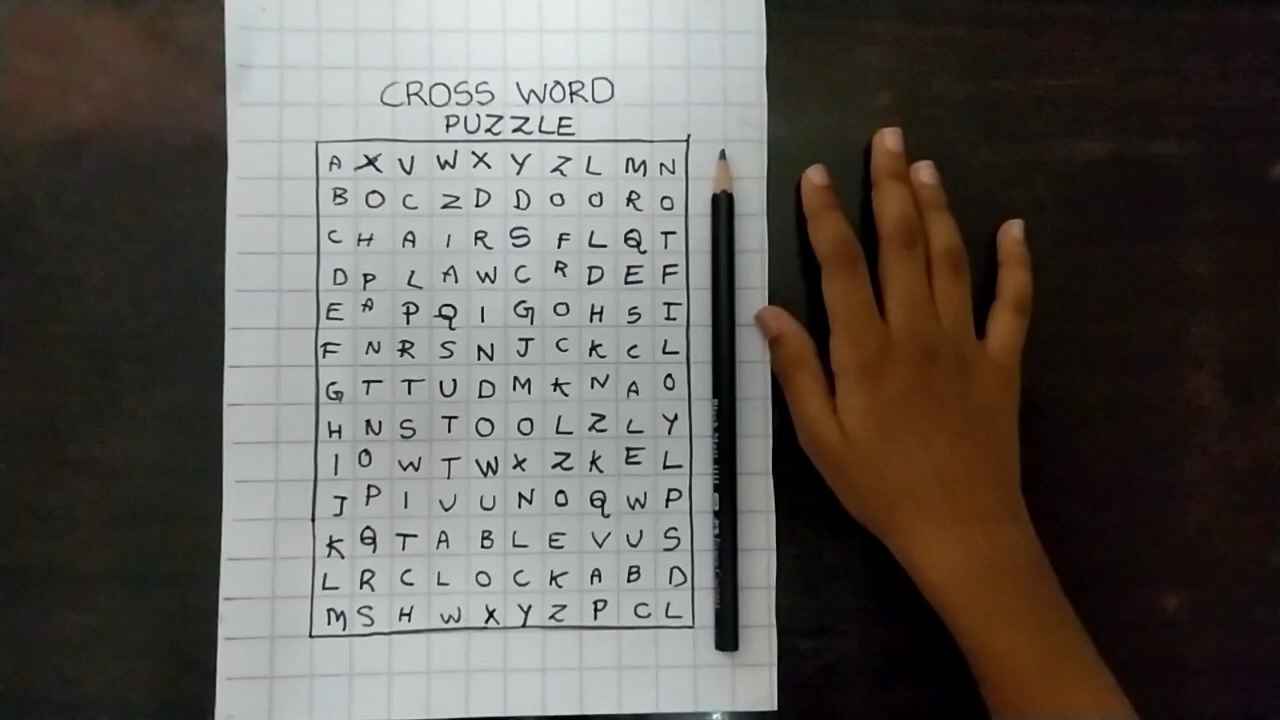 CROSS WORD
PUZZLE
A X V W X Y Z L M N
B O C Z D D O O R O
C H A I R S F L Q T
D P L A W C R D E F
E A P Q I G O H S I
F N R S N J C K C L
G T T U D M K N A O
H N S T O O L Z L Y
I O W T W X Z K E L
J P I V U N O Q W P
K Q T A B L E V U S
L R C L O C K A B D
M S H W X Y Z P C L